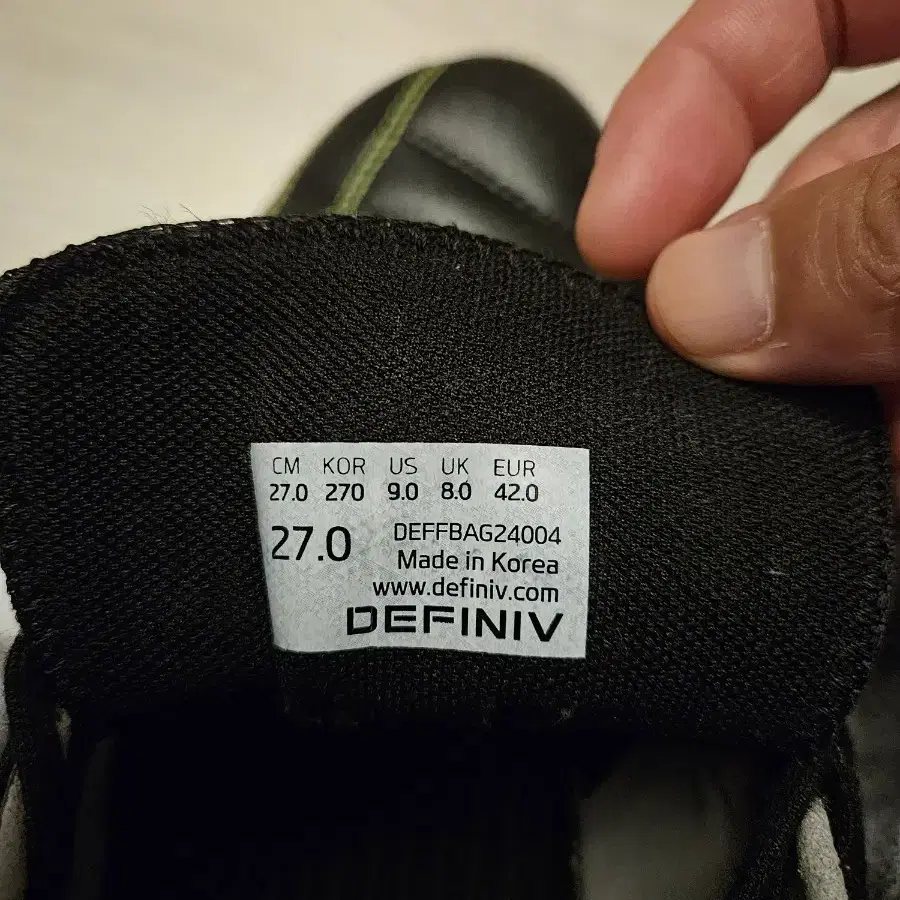 CM KOR US UK EUR
27.0 270 9.0 8.0 42.0
27.0 DEFFBAG24004
Made in Korea
www.definiv.com
DEFINIV